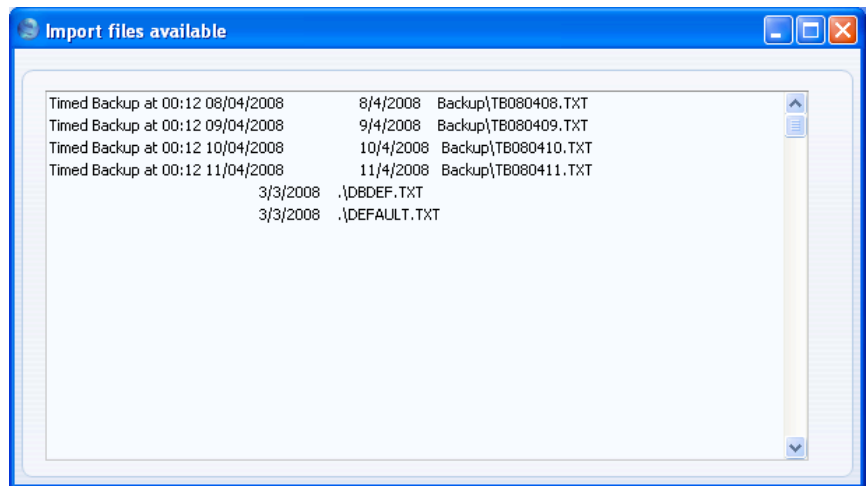 Import files available
Timed Backup at 00:12 08/04/2008 8/4/2008 Backup\TB080408.TXT
Timed Backup at 00:12 09/04/2008 9/4/2008 Backup\TB080409.TXT
Timed Backup at 00:12 10/04/2008 10/4/2008 Backup\TB080410.TXT
Timed Backup at 00:12 11/04/2008 11/4/2008 Backup\TB080411.TXT
3/3/2008 .\DBDEF.TXT
3/3/2008 .\DEFAULT.TXT